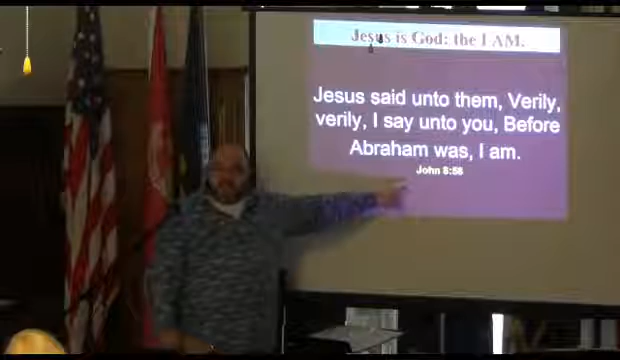 Jesus is God: the I AM.
Jesus said unto them, Verily,
verily, I say unto you, Before
Abraham was, I am.
John 8:58